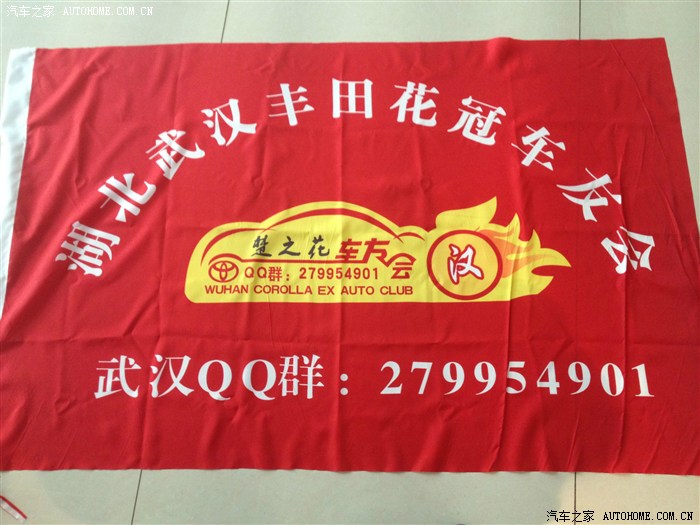 汽车之家 AUTOHOME.COM.CN
湖北武汉丰田花冠车友会
楚之花车友会
QQ群：279954901
WUHAN COROLLA EX AUTO CLUB
汉
武汉QQ群：279954901
汽车之家 AUTOHOME.COM.CN